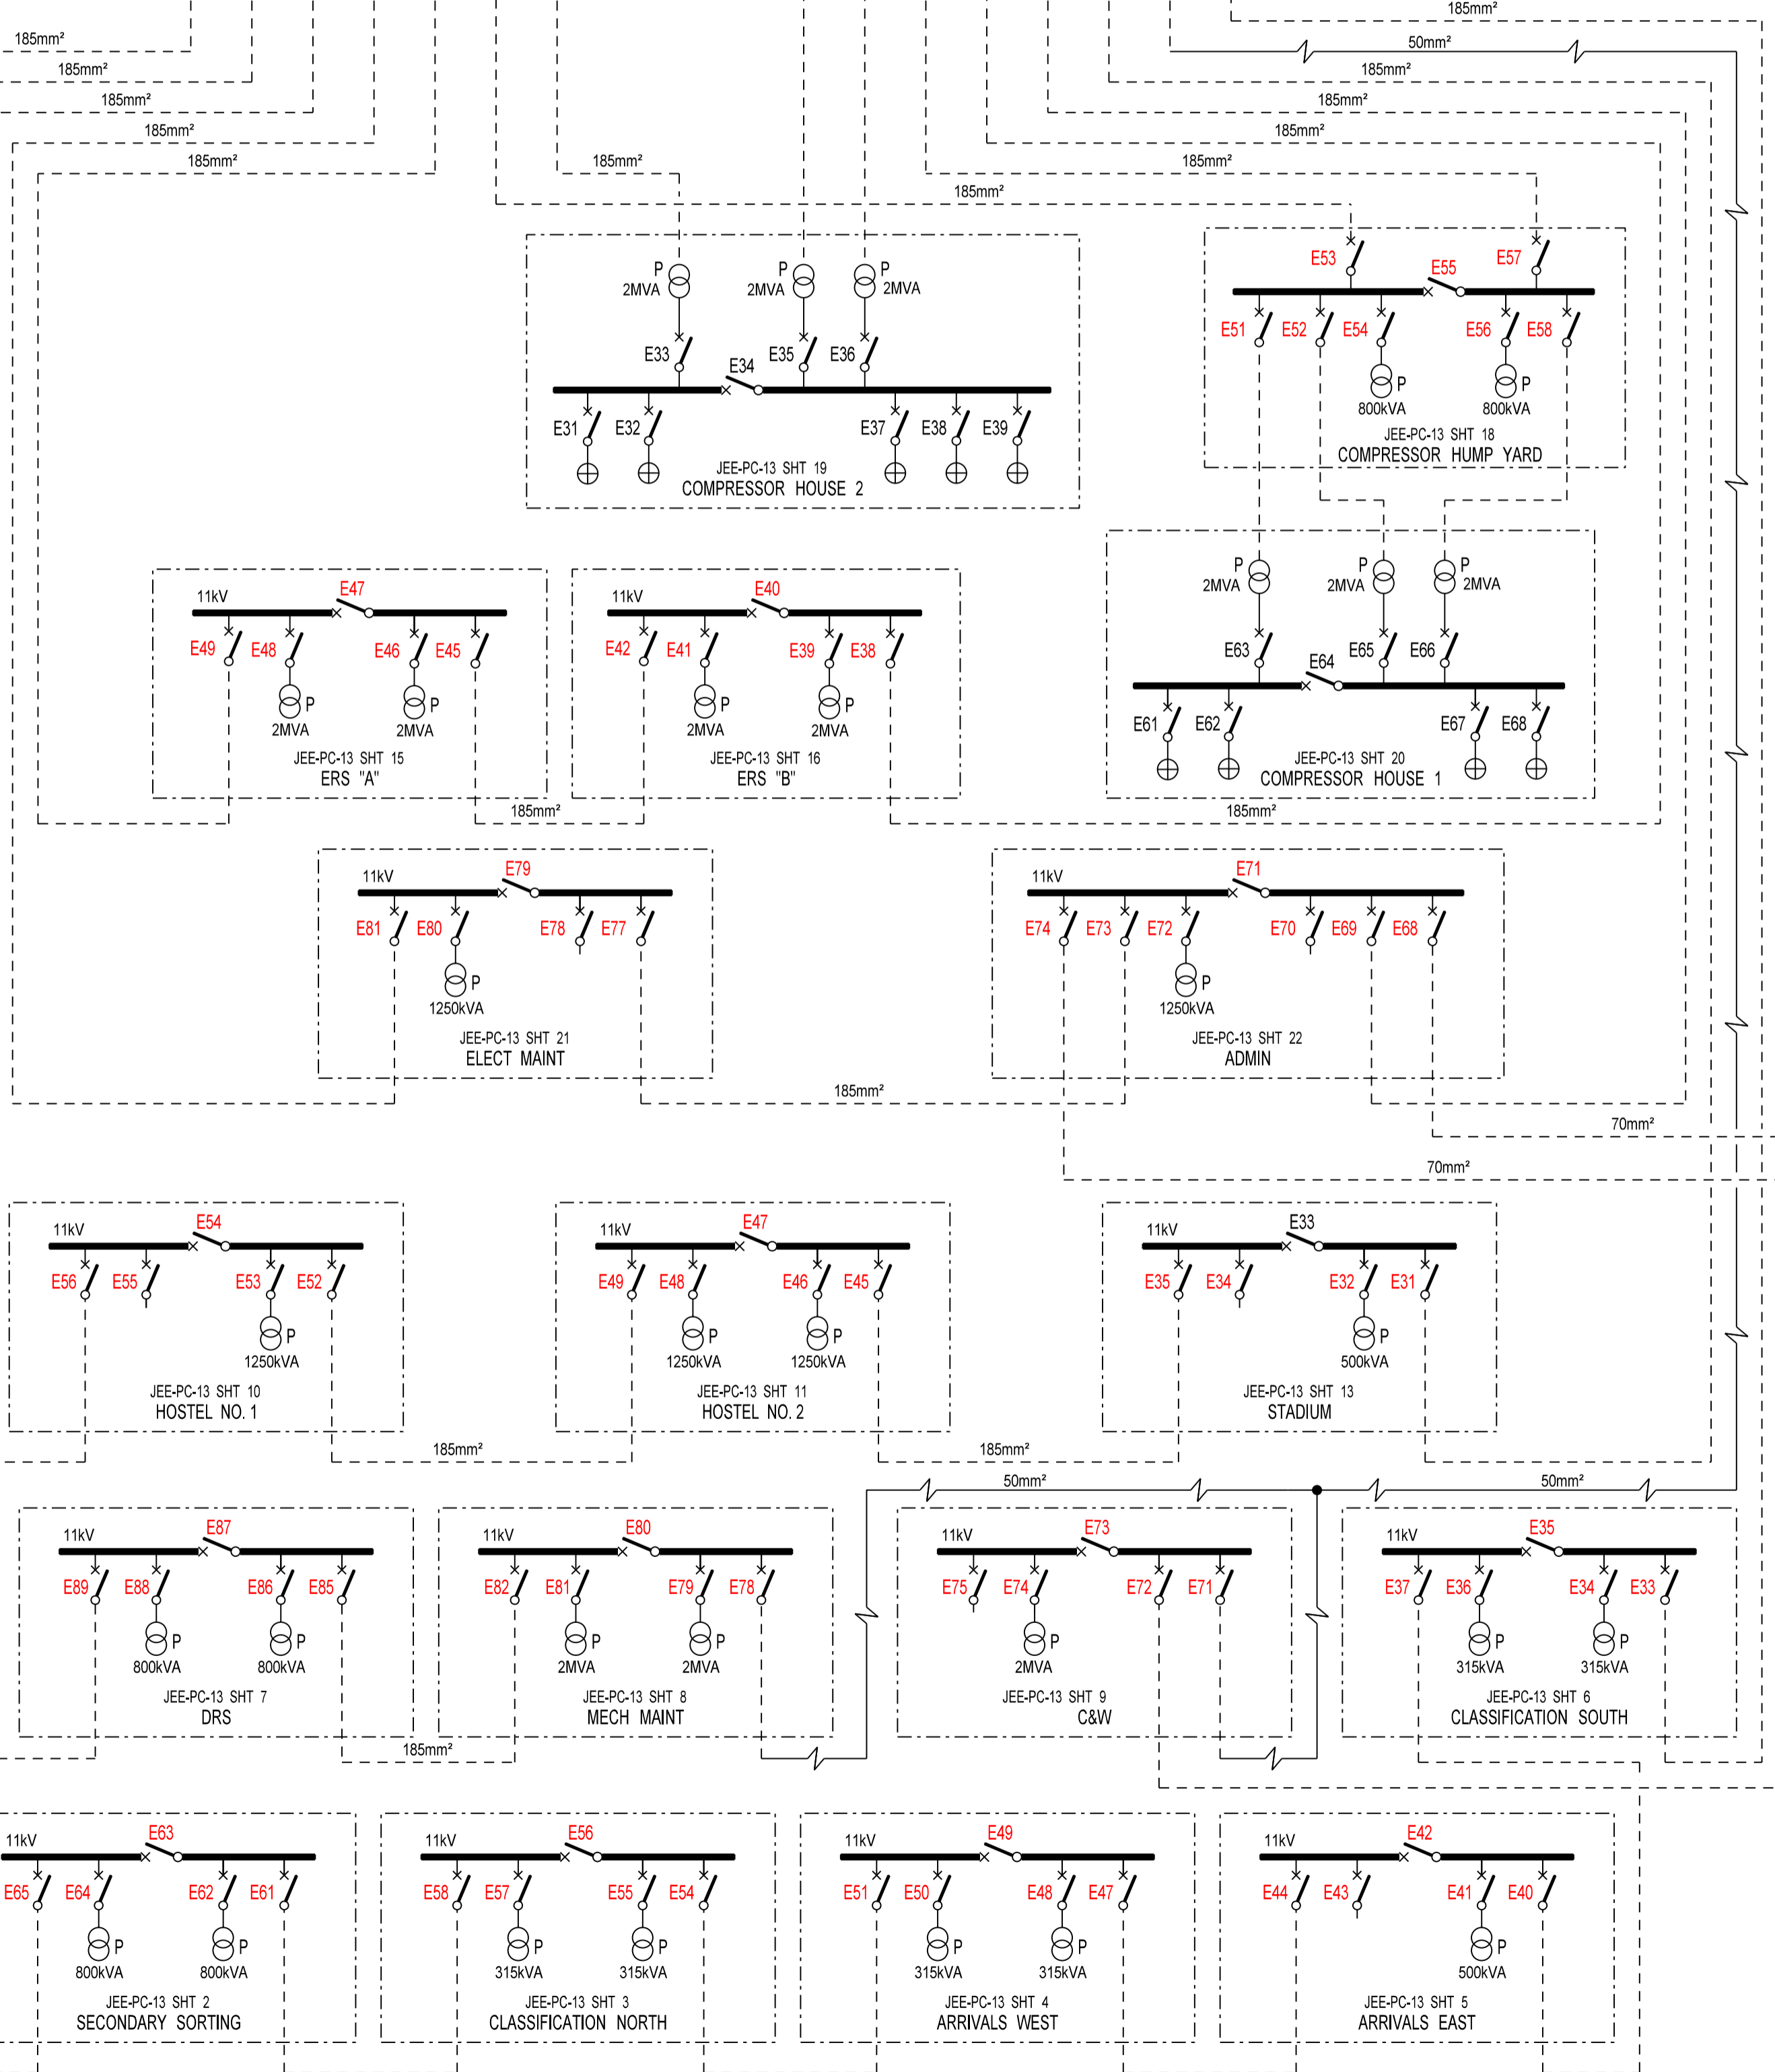 185mm²
185mm²
50mm²
185mm²
185mm²
185mm²
185mm²
185mm²
185mm²
185mm²
185mm²
185mm²
185mm²
185mm²
P
2MVA
P
2MVA
P
2MVA
E33
E35
E36
E34
E31
E32
E37
E38
E39
JEE-PC-13 SHT 19
COMPRESSOR HOUSE 2
E53
E55
E57
E51
E52
E54
E56
E58
P
800kVA
P
800kVA
JEE-PC-13 SHT 18
COMPRESSOR HUMP YARD
11kV
E47
E49
E48
E46
E45
P
2MVA
P
2MVA
JEE-PC-13 SHT 15
ERS "A"
185mm²
11kV
E40
E42
E41
E39
E38
P
2MVA
P
2MVA
JEE-PC-13 SHT 16
ERS "B"
185mm²
P
2MVA
P
2MVA
P
2MVA
E63
E65
E66
E64
E61
E62
E67
E68
JEE-PC-13 SHT 20
COMPRESSOR HOUSE 1
11kV
E79
E81
E80
E78
E77
P
1250kVA
JEE-PC-13 SHT 21
ELECT MAINT
185mm²
11kV
E71
E74
E73
E72
E70
E69
E68
P
1250kVA
JEE-PC-13 SHT 22
ADMIN
70mm²
70mm²
11kV
E54
E56
E55
E53
E52
P
1250kVA
JEE-PC-13 SHT 10
HOSTEL NO. 1
185mm²
11kV
E47
E49
E48
E46
E45
P
1250kVA
P
1250kVA
JEE-PC-13 SHT 11
HOSTEL NO. 2
185mm²
11kV
E33
E35
E34
E32
E31
P
500kVA
JEE-PC-13 SHT 13
STADIUM
50mm²
50mm²
11kV
E87
E89
E88
E86
E85
P
800kVA
P
800kVA
JEE-PC-13 SHT 7
DRS
185mm²
11kV
E80
E82
E81
E79
E78
P
2MVA
P
2MVA
JEE-PC-13 SHT 8
MECH MAINT
11kV
E73
E75
E74
E72
E71
P
2MVA
JEE-PC-13 SHT 9
C&W
11kV
E35
E37
E36
E34
E33
P
315kVA
P
315kVA
JEE-PC-13 SHT 6
CLASSIFICATION SOUTH
11kV
E63
E65
E64
E62
E61
P
800kVA
P
800kVA
JEE-PC-13 SHT 2
SECONDARY SORTING
11kV
E56
E58
E57
E55
E54
P
315kVA
P
315kVA
JEE-PC-13 SHT 3
CLASSIFICATION NORTH
11kV
E49
E51
E50
E48
E47
P
315kVA
P
315kVA
JEE-PC-13 SHT 4
ARRIVALS WEST
11kV
E42
E44
E43
E41
E40
P
500kVA
JEE-PC-13 SHT 5
ARRIVALS EAST